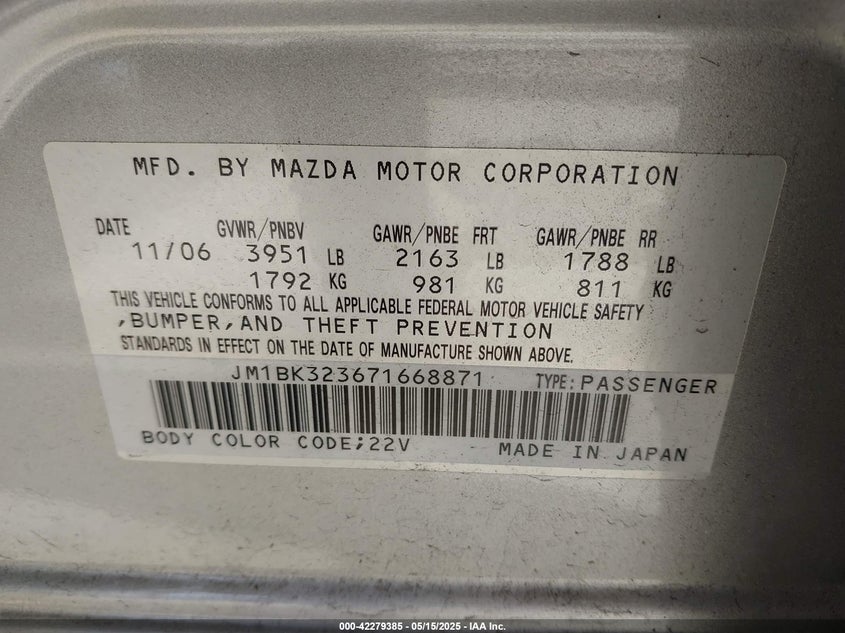 MFD. BY MAZDA MOTOR CORPORATION
DATE GVWR/PNBV GAWR/PNBE FRT GAWR/PNBE RR
11/06 3951 LB 2163 LB 1788 LB
1792 KG 981 KG 811 KG
THIS VEHICLE CONFORMS TO ALL APPLICABLE FEDERAL MOTOR VEHICLE SAFETY
,BUMPER,AND THEFT PREVENTION
STANDARDS IN EFFECT ON THE DATE OF MANUFACTURE SHOWN ABOVE.
JM1BK323671668871 TYPE:PASSENGER
BODY COLOR CODE;22V MADE IN JAPAN
000-42279385 - 05/15/2025 - IAA Inc.